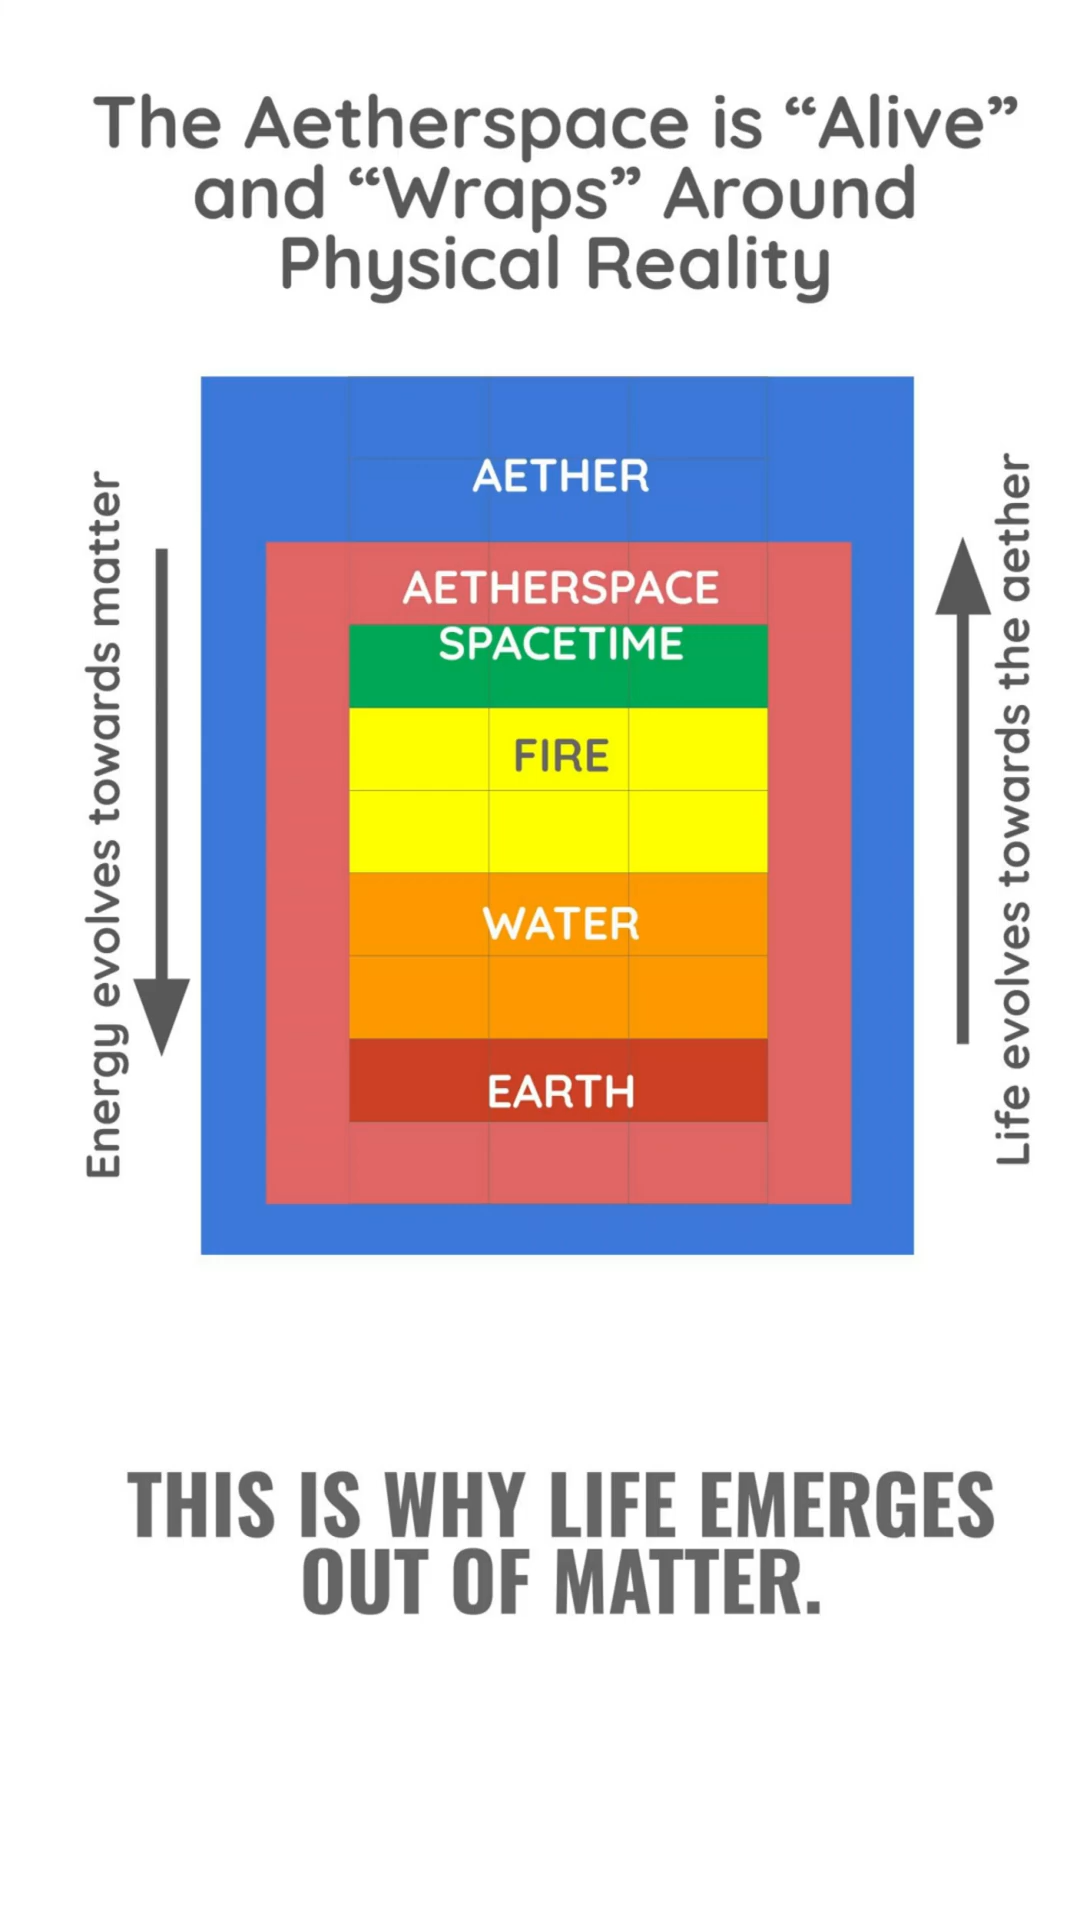 The Aetherspace is “Alive”
and “Wraps” Around
Physical Reality
Energy evolves towards matter
AETHER
AETHERSPACE
SPACETIME
FIRE
WATER
EARTH
Life evolves towards the aether
THIS IS WHY LIFE EMERGES
OUT OF MATTER.